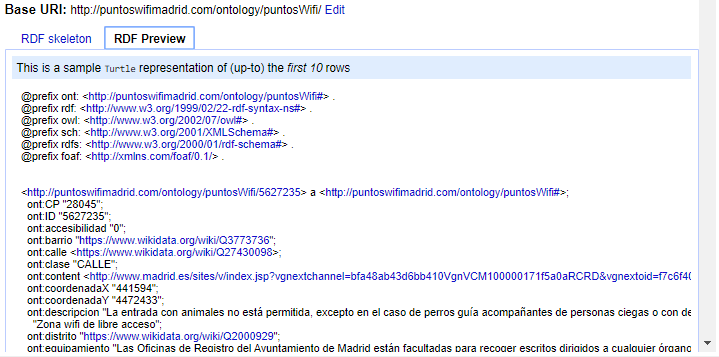 Base URI: http://puntoswifimadrid.com/ontology/puntosWifi/ Edit
RDF skeleton RDF Preview
This is a sample Turtle representation of (up-to) the first 10 rows
@prefix ont: <http://puntoswifimadrid.com/ontology/puntosWifi#> .
@prefix rdf: <http://www.w3.org/1999/02/22-rdf-syntax-ns#> .
@prefix owl: <http://www.w3.org/2002/07/owl#> .
@prefix sch: <http://www.w3.org/2001/XMLSchema#> .
@prefix rdfs: <http://www.w3.org/2000/01/rdf-schema#> .
@prefix foaf: <http://xmlns.com/foaf/0.1/> .
<http://puntoswifimadrid.com/ontology/puntosWifi/5627235> a <http://puntoswifimadrid.com/ontology/puntosWifi#>;
ont:CP "28045";
ont:ID "5627235";
ont:accesibilidad "0";
ont:barrio "https://www.wikidata.org/wiki/Q3773736";
ont:calle <https://www.wikidata.org/wiki/Q27430098>;
ont:clase "CALLE";
ont:content <http://www.madrid.es/sites/v/index.jsp?vgnextchannel=bfa48ab43d6bb410VgnVCM100000171f5a0aRCRD&vgnextoid=f7c6f40
ont:coordenadaX "441594";
ont:coordenadaY "4472433";
ont:descripcion "La entrada con animales no está permitida, excepto en el caso de perros guía acompañantes de personas ciegas o con de
"Zona wifi de libre acceso";
ont:distrito "https://www.wikidata.org/wiki/Q2000929";
ont:equipamiento "Las Oficinas de Registro del Ayuntamiento de Madrid están facultadas para recoger escritos dirigidos a cualquier órgano